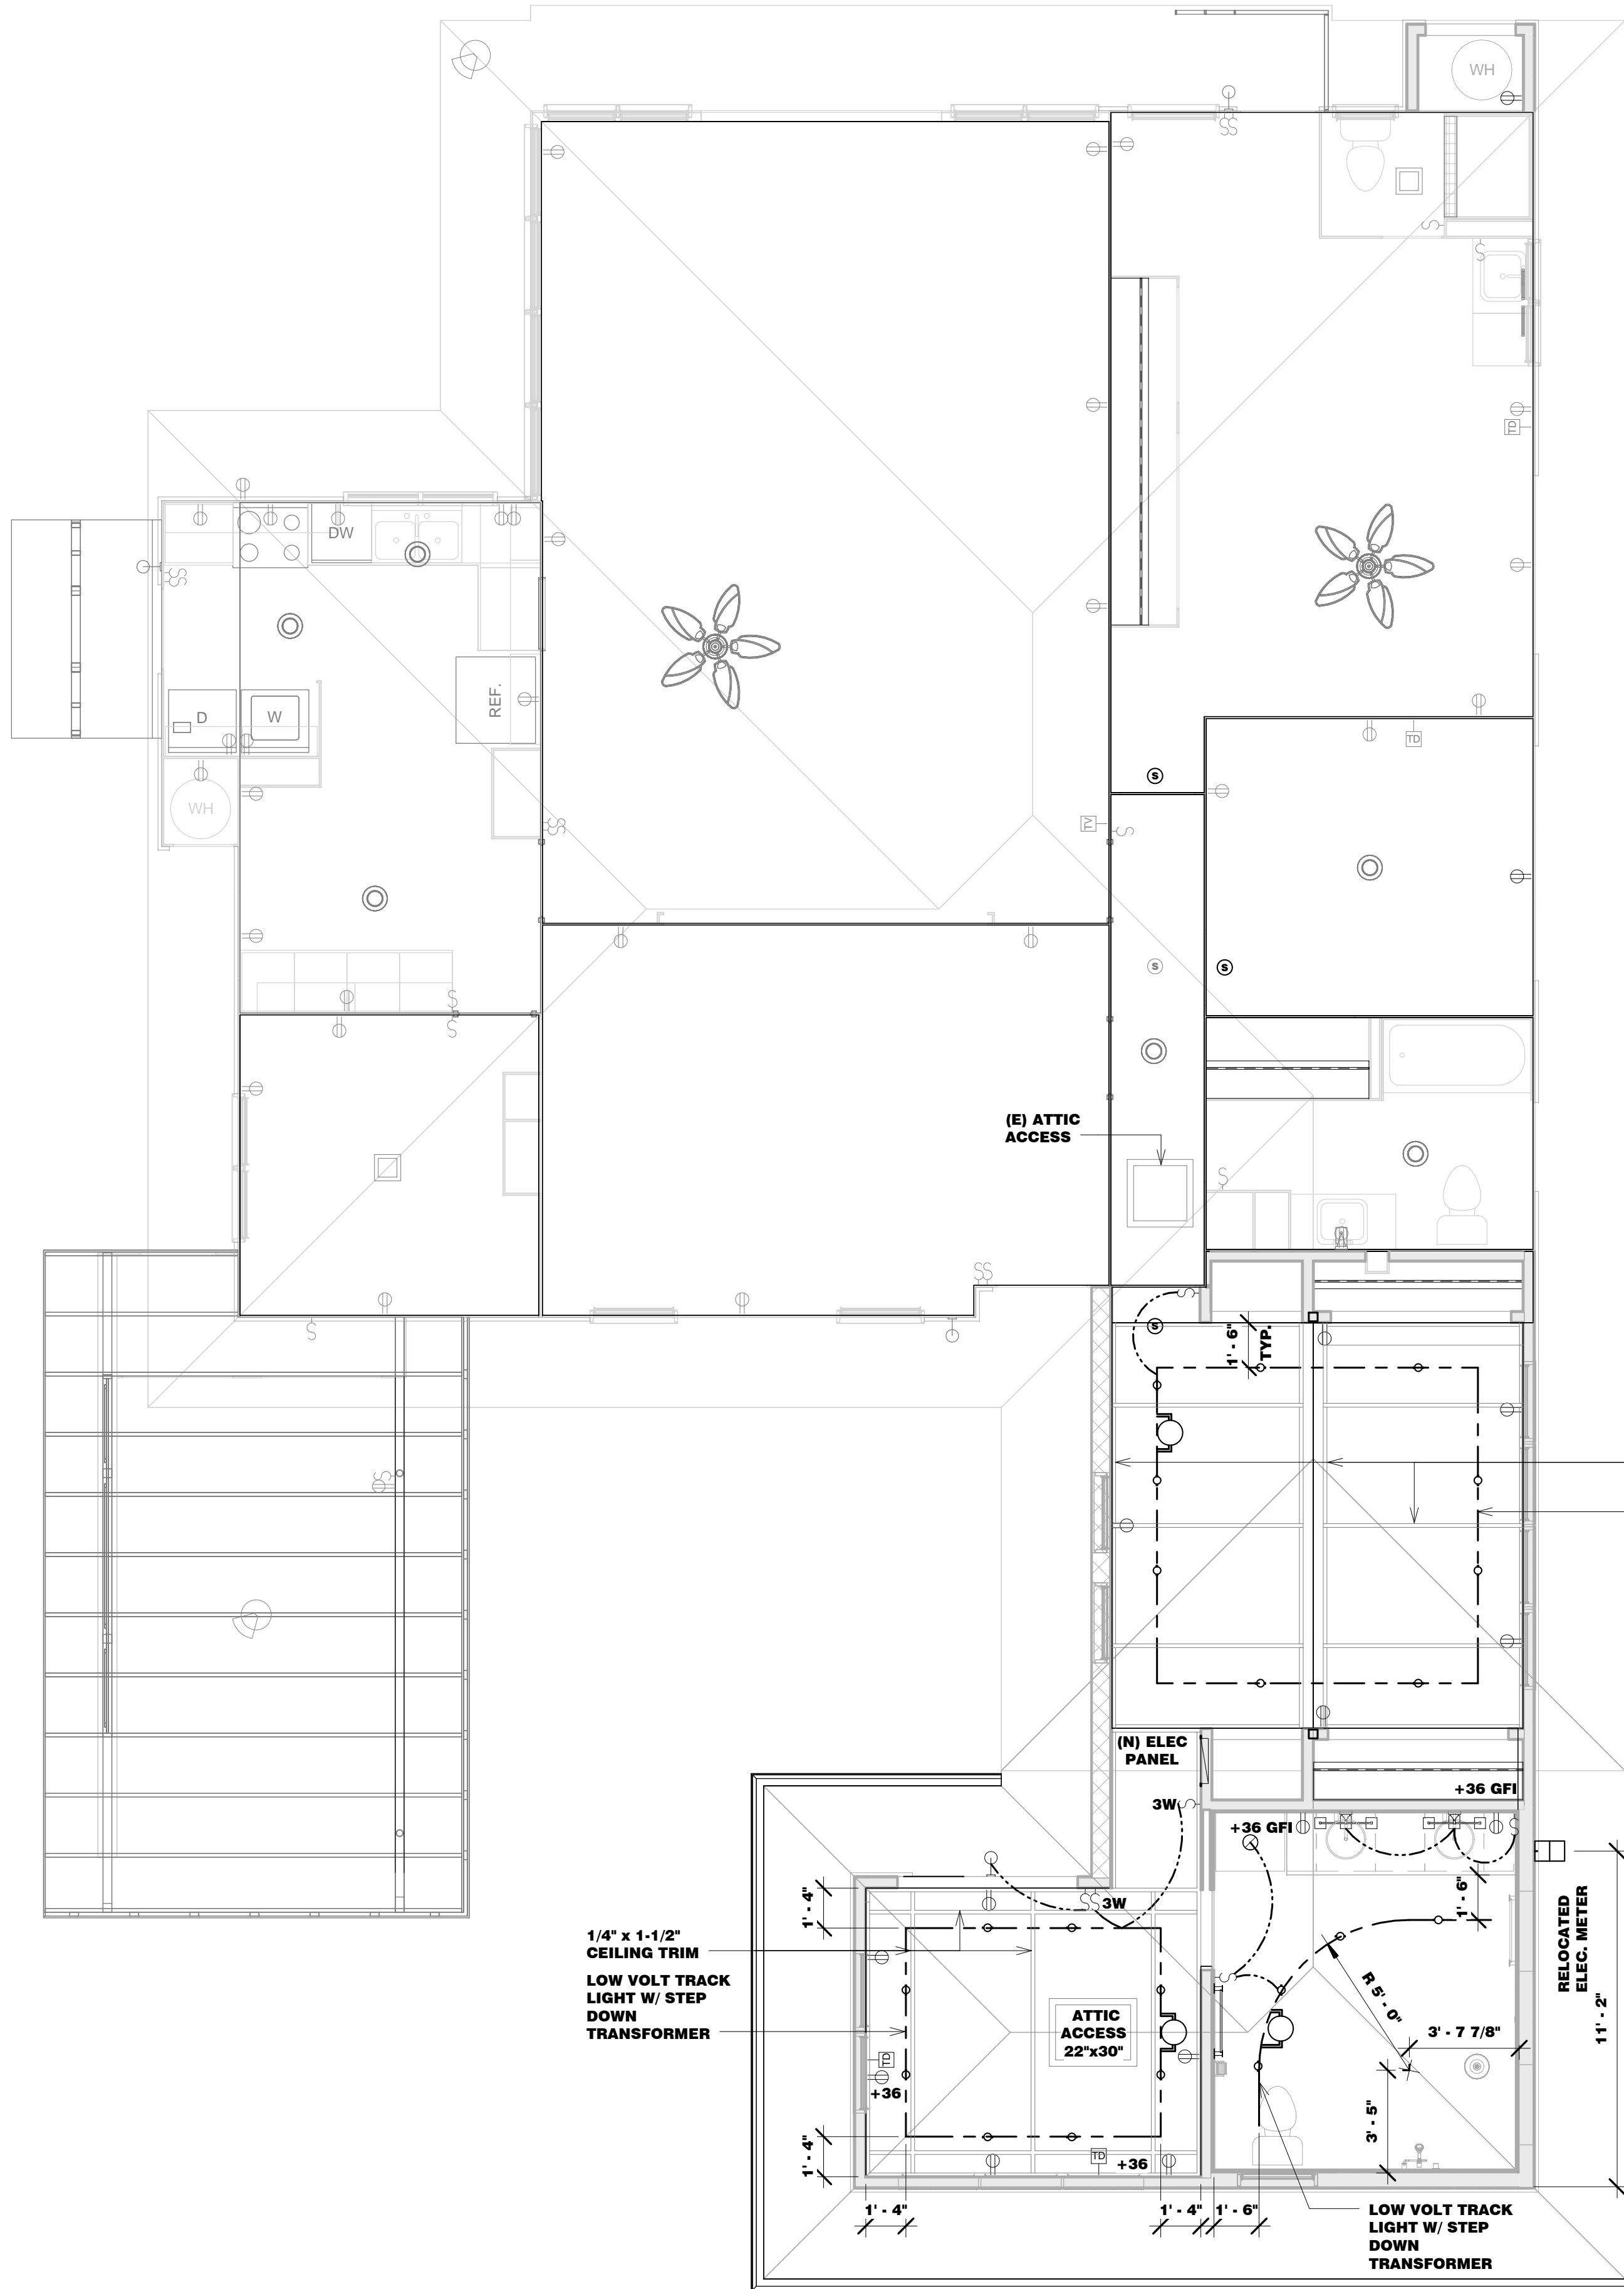 WH
DW
TD
REF.
D
W
TD
S
WH
TV
S
S
(E) ATTIC
ACCESS
S
1' - 6"
TYP.
(N) ELEC
PANEL
+36 GFI
3W
+36 GFI
3W
1' - 4"
1' - 6"
1/4" x 1-1/2"
CEILING TRIM
LOW VOLT TRACK
LIGHT W/ STEP
DOWN
TRANSFORMER
RELOCATED
ELEC. METER
11' - 2"
R 5' - 0"
ATTIC
ACCESS
22"x30"
3' - 7 7/8"
TD
+36
3' - 5"
1' - 4"
TD
+36
1' - 4"
1' - 4"
1' - 6"
LOW VOLT TRACK
LIGHT W/ STEP
DOWN
TRANSFORMER